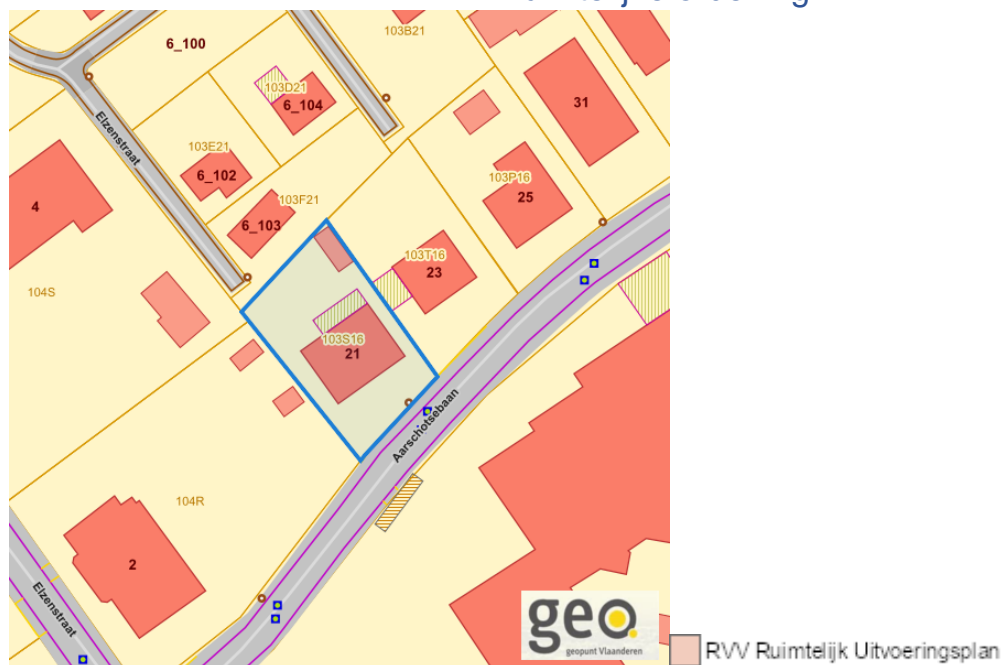 6_100
103B21
103D21
6_104
31
Elzenstraat
103E21
6_102
103P16
25
103F21
4
6_103
103T16
23
104S
103S16
21
Aarschotsebaan
104R
2
Elzenstraat
geo
geopunt Vlaanderen
RVV Ruimtelijk Uitvoeringsplan